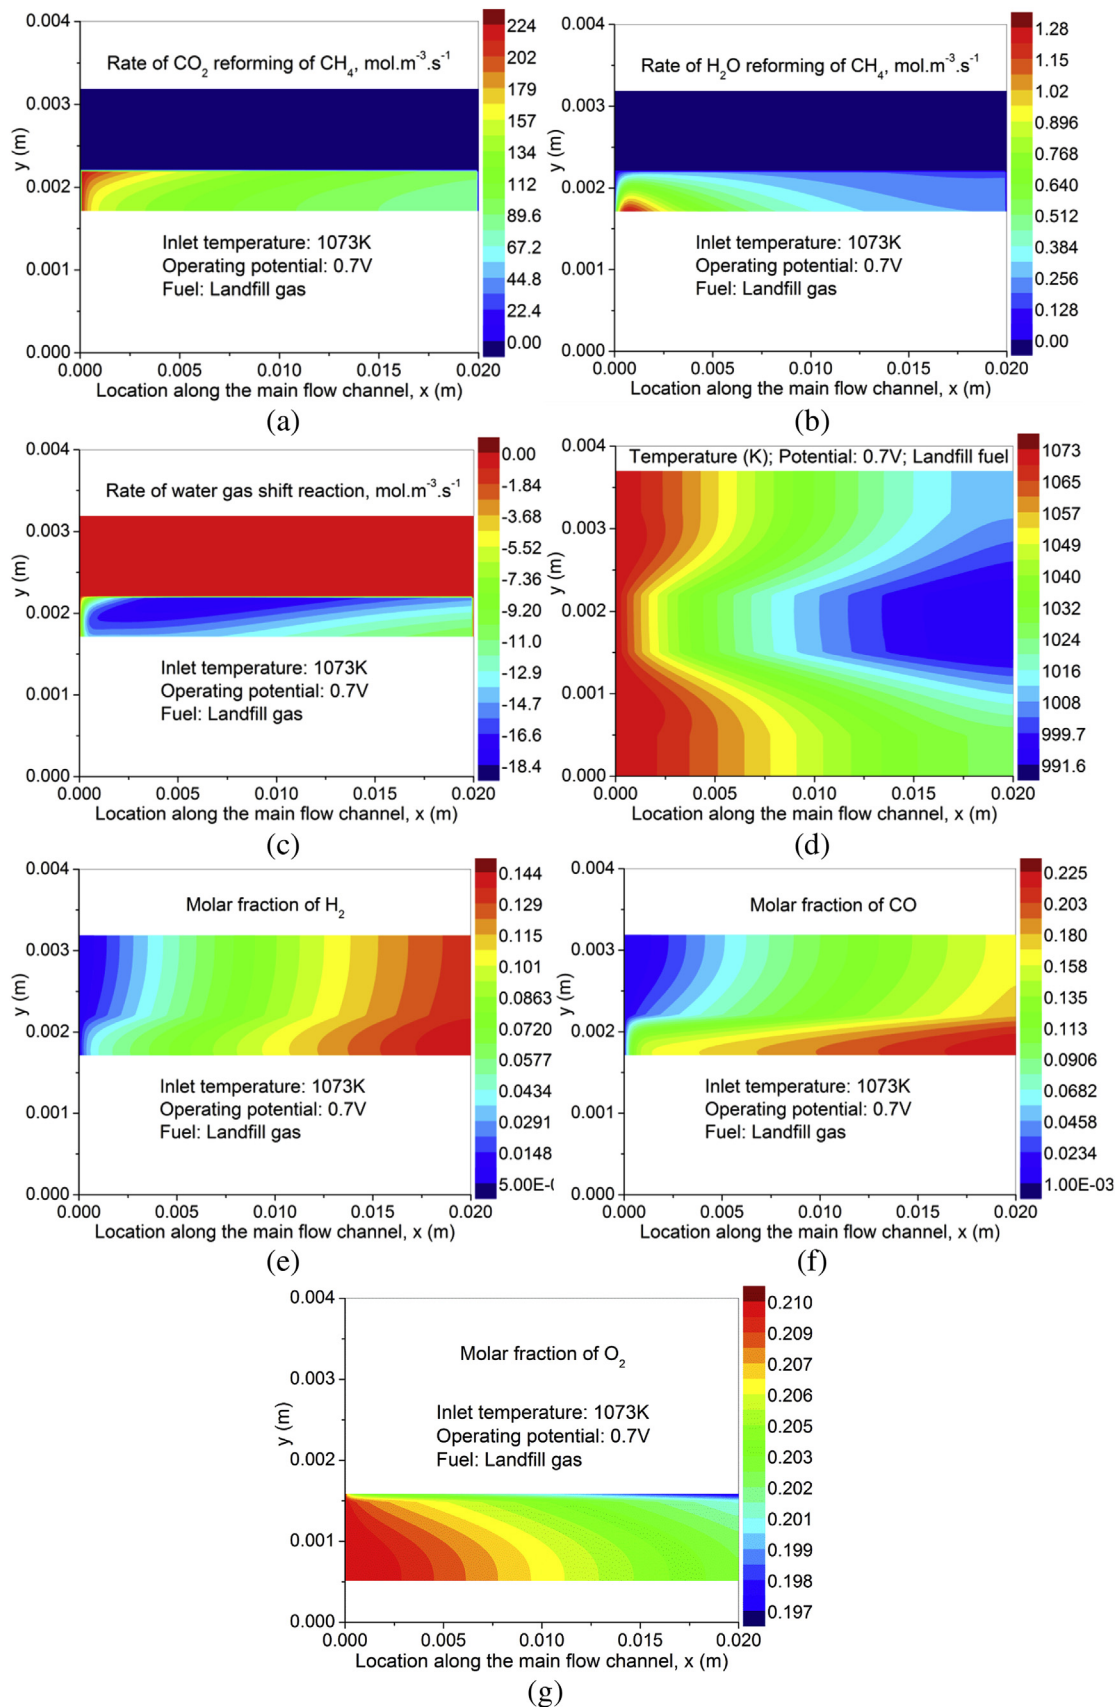 0.004
0.003
0.002
0.001
0.000
y (m)
Rate of CO2 reforming of CH4, mol.m-3.s-1
Inlet temperature: 1073K
Operating potential: 0.7V
Fuel: Landfill gas
0.000 0.005 0.010 0.015 0.020
Location along the main flow channel, x (m)
224
202
179
157
134
112
89.6
67.2
44.8
22.4
0.00
(a)
0.004
0.003
0.002
0.001
0.000
y (m)
Rate of H2O reforming of CH4, mol.m-3.s-1
Inlet temperature: 1073K
Operating potential: 0.7V
Fuel: Landfill gas
0.000 0.005 0.010 0.015 0.020
Location along the main flow channel, x (m)
1.28
1.15
1.02
0.896
0.768
0.640
0.512
0.384
0.256
0.128
0.00
(b)
0.004
0.003
0.002
0.001
0.000
y (m)
Rate of water gas shift reaction, mol.m-3.s-1
Inlet temperature: 1073K
Operating potential: 0.7V
Fuel: Landfill gas
0.000 0.005 0.010 0.015 0.020
Location along the main flow channel, x (m)
0.00
-1.84
-3.68
-5.52
-7.36
-9.20
-11.0
-12.9
-14.7
-16.6
-18.4
(c)
0.004
0.003
0.002
0.001
0.000
y (m)
Temperature (K); Potential: 0.7V; Landfill fuel
0.000 0.005 0.010 0.015 0.020
Location along the main flow channel, x (m)
1073
1065
1057
1049
1040
1032
1024
1016
1008
999.7
991.6
(d)
0.004
0.003
0.002
0.001
0.000
y (m)
Molar fraction of H2
Inlet temperature: 1073K
Operating potential: 0.7V
Fuel: Landfill gas
0.000 0.005 0.010 0.015 0.020
Location along the main flow channel, x (m)
0.144
0.129
0.115
0.101
0.0863
0.0720
0.0577
0.0434
0.0291
0.0148
5.00E-
(e)
0.004
0.003
0.002
0.001
0.000
y (m)
Molar fraction of CO
Inlet temperature: 1073K
Operating potential: 0.7V
Fuel: Landfill gas
0.000 0.005 0.010 0.015 0.020
Location along the main flow channel, x (m)
0.225
0.203
0.180
0.158
0.135
0.113
0.0906
0.0682
0.0458
0.0234
1.00E-03
(f)
0.004
0.003
0.002
0.001
0.000
y (m)
Molar fraction of O2
Inlet temperature: 1073K
Operating potential: 0.7V
Fuel: Landfill gas
0.000 0.005 0.010 0.015 0.020
Location along the main flow channel, x (m)
0.210
0.209
0.207
0.206
0.205
0.203
0.202
0.201
0.199
0.198
0.197
(g)